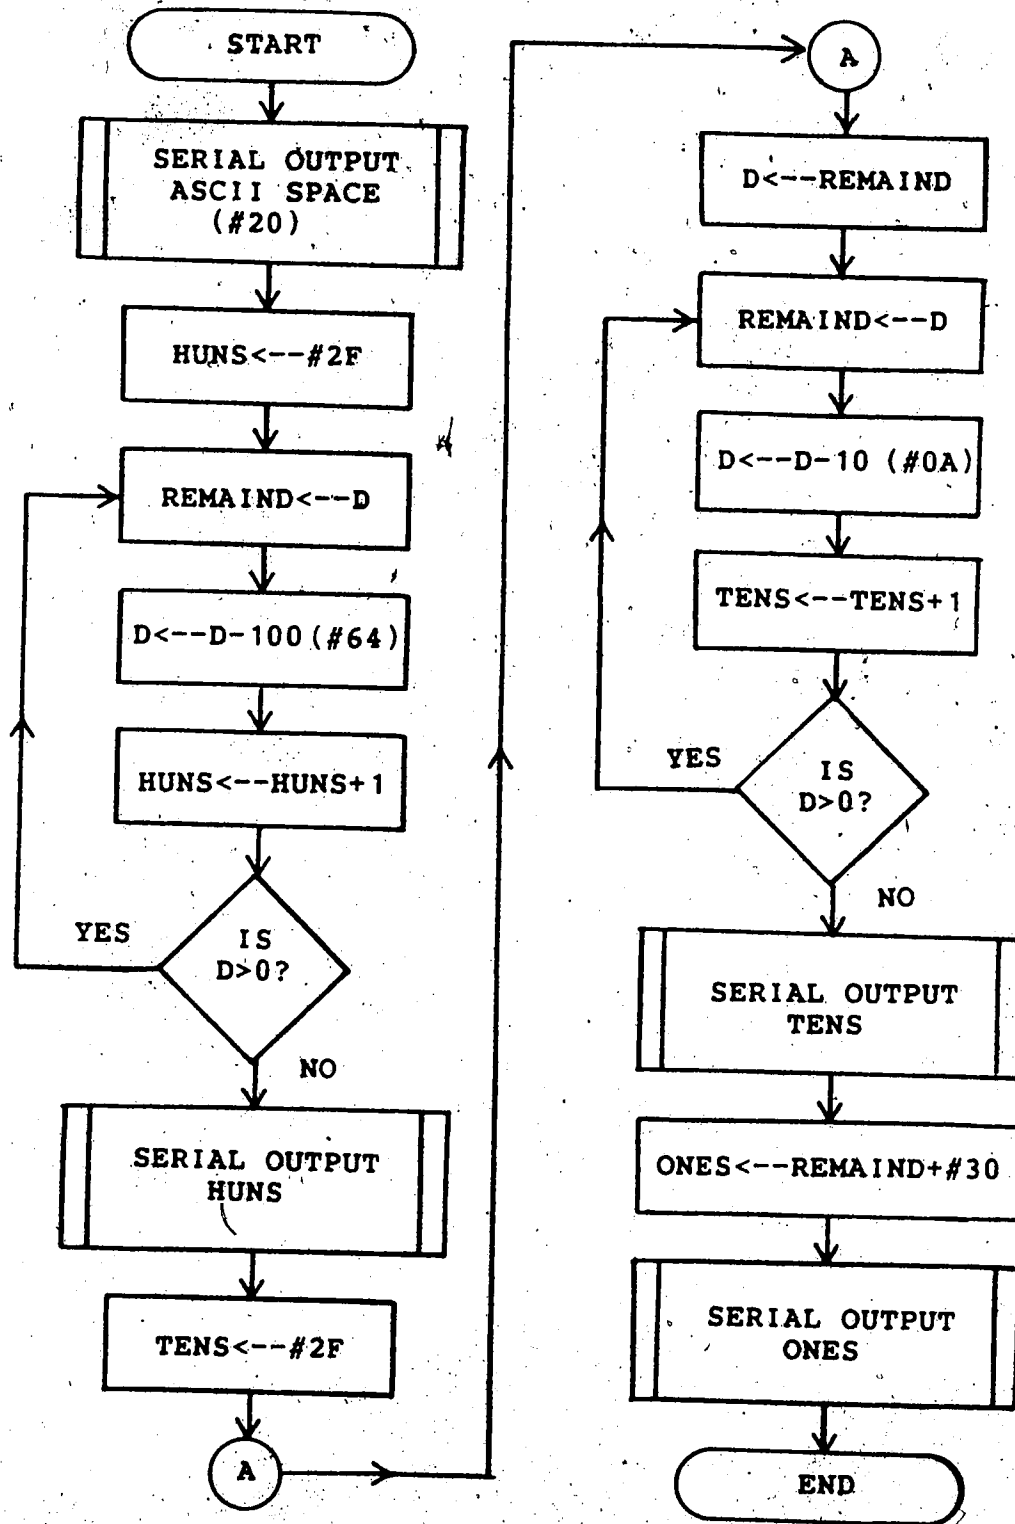 START
SERIAL OUTPUT
ASCII SPACE
(#20)
HUNS<--#2F
REMAIND<--D
D<--D-100(#64)
HUNS<--HUNS+1
IS
D>0?
YES
NO
SERIAL OUTPUT
HUNS
TENS<--#2F
A
A
D<--REMAIND
REMAIND<--D
D<--D-10 (#0A)
TENS<--TENS+1
IS
D>0?
YES
NO
SERIAL OUTPUT
TENS
ONES<--REMAIND+#30
SERIAL OUTPUT
ONES
END